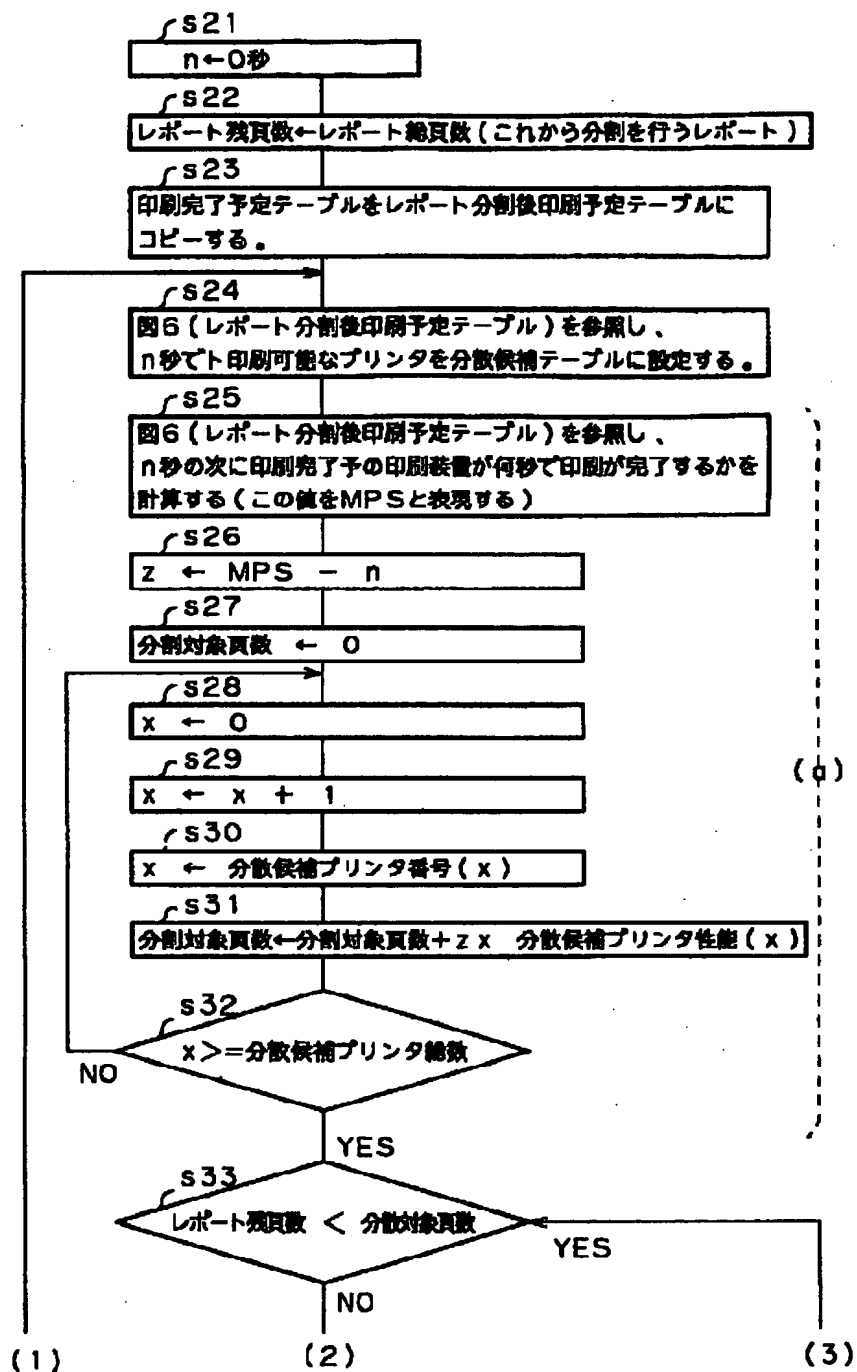 s21
n←0秒
s22
レポート残頁数←レポート総頁数(これから分割を行うレポート)
s23
印刷完了予定テーブルをレポート分割後印刷予定テーブルに
コピーする。
s24
図6(レポート分割後印刷予定テーブル)を参照し、
n秒でト印刷可能なプリンタを分散候補テーブルに設定する。
s25
図6(レポート分割後印刷予定テーブル)を参照し、
n秒の次に印刷完了予の印刷装置が何秒で印刷が完了するかを
計算する(この値をMPSと表現する)
s26
z ← MPS - n
s27
分割対象頁数 ← 0
s28
x ← 0
s29
x ← x + 1
(a)
s30
x ← 分散候補プリンタ番号(x)
s31
分割対象頁数←分割対象頁数+z x 分散候補プリンタ性能(x)
s32
x>=分散候補プリンタ総数
NO
YES
s33
レポート残頁数 < 分散対象頁数
YES
NO
(1) (2) (3)